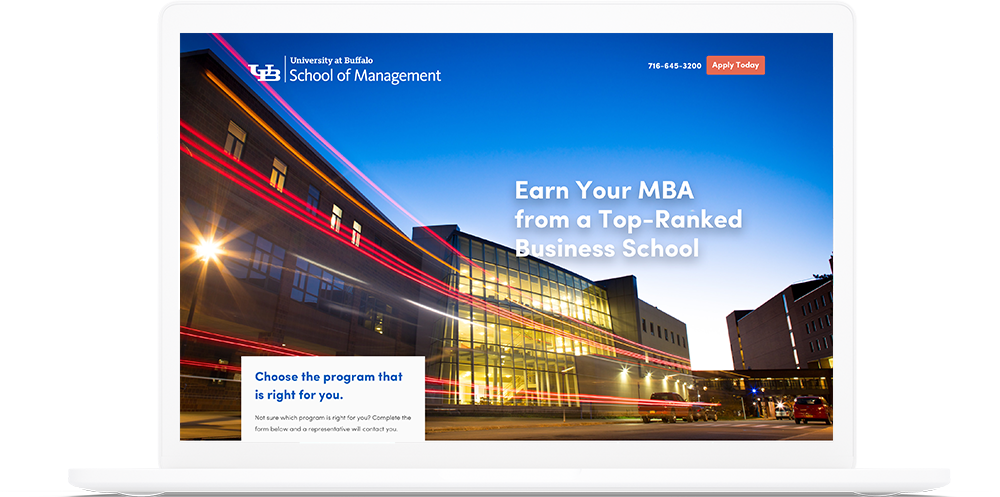 UB
University at Buffalo
School of Management
716-645-3200
Apply Today
Earn Your MBA
from a Top-Ranked
Business School
Choose the program that
is right for you.
Not sure which program is right for you? Complete the
form below and a representative will contact you.